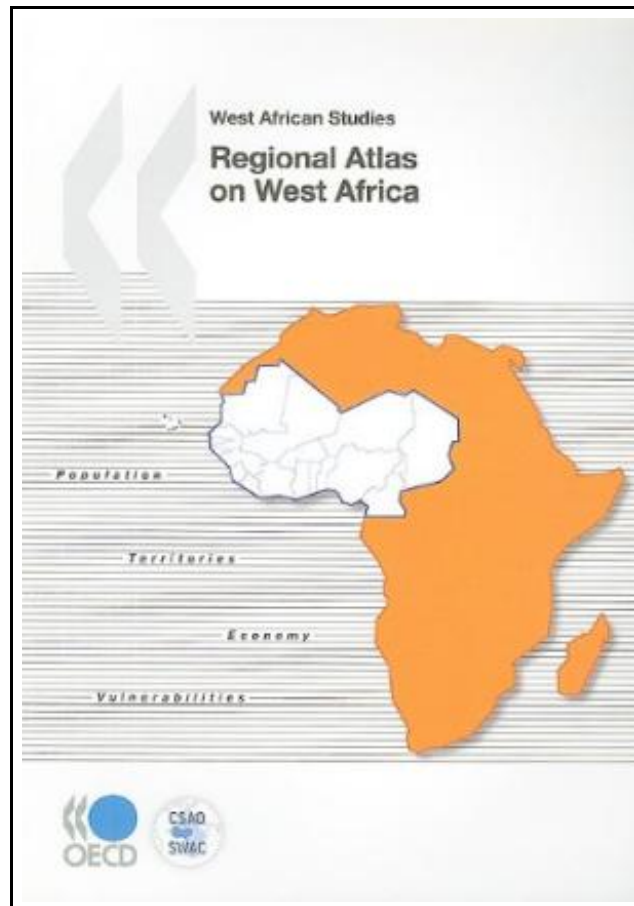 West African Studies
Regional Atlas
on West Africa
Population
Territories
Economy
Vulnerabilities
OECD
CSAO
SWAC